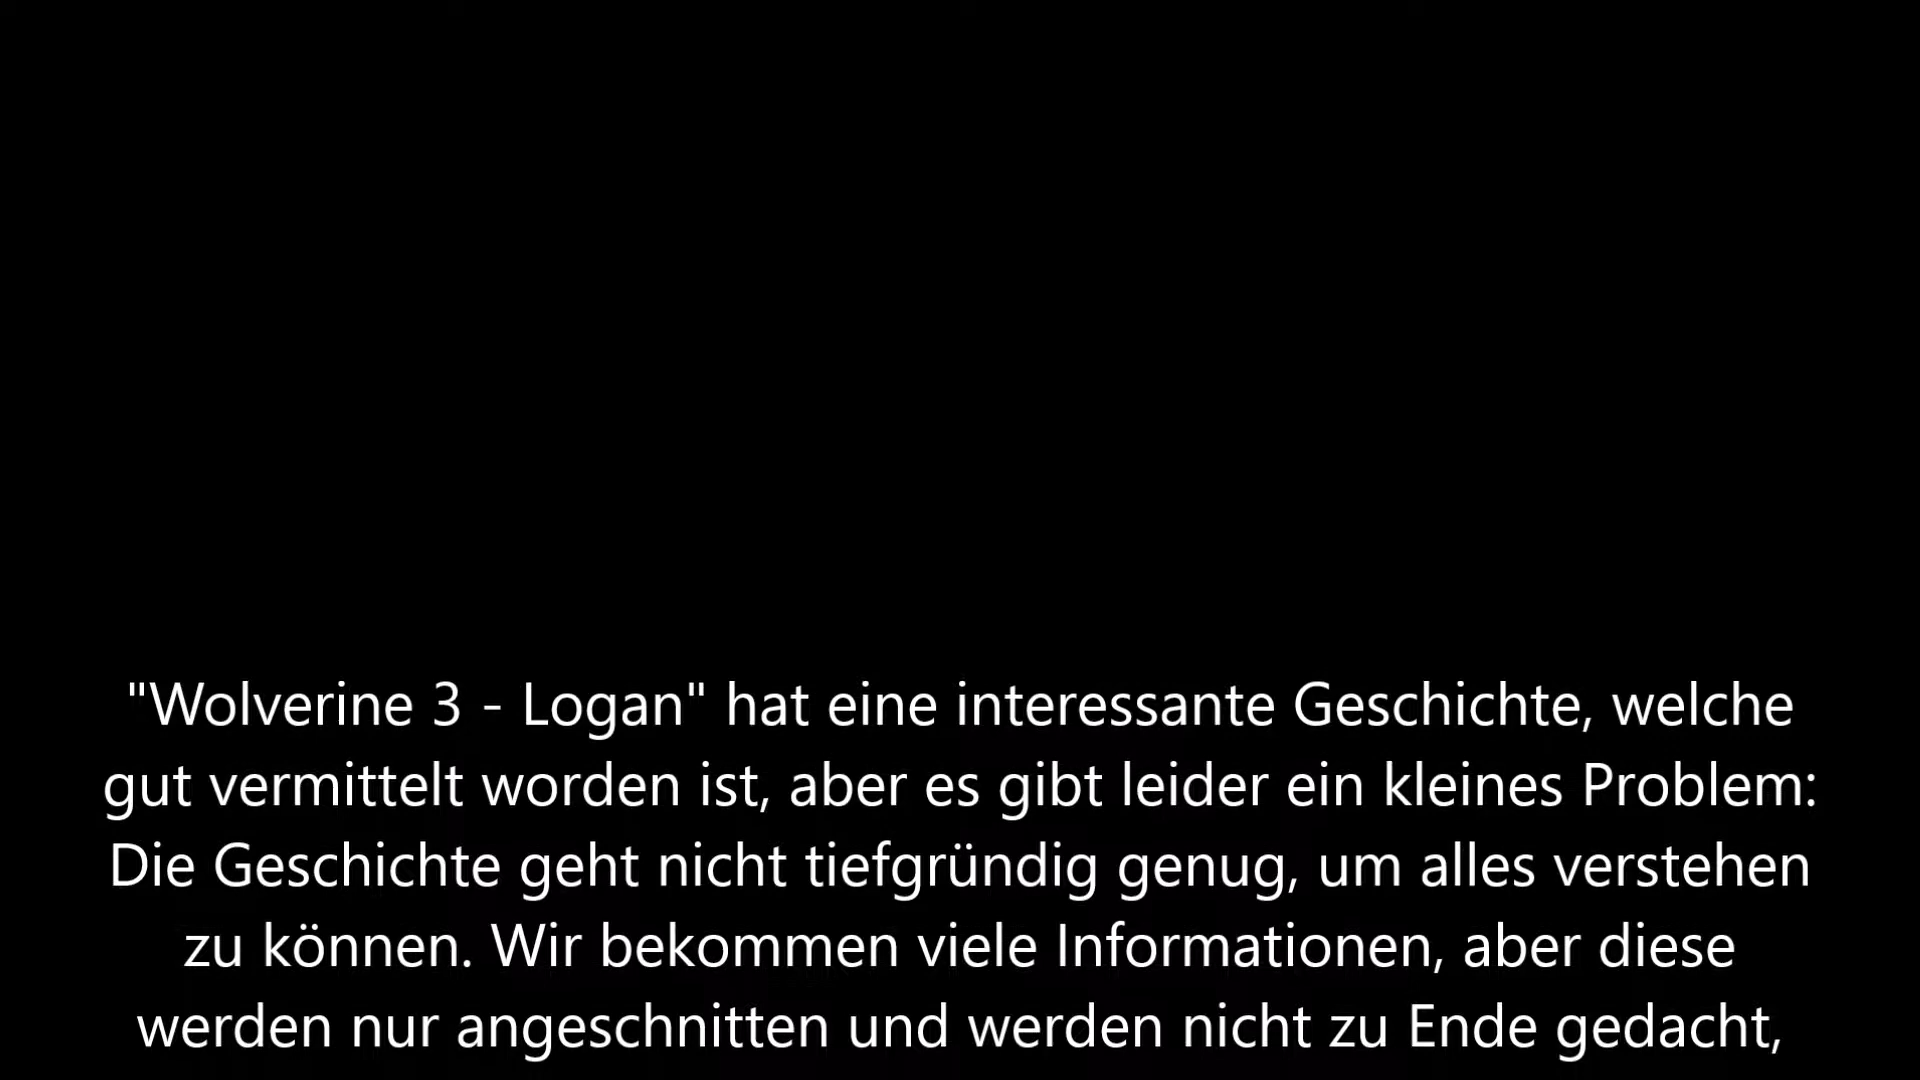 "Wolverine 3 - Logan" hat eine interessante Geschichte, welche
gut vermittelt worden ist, aber es gibt leider ein kleines Problem:
Die Geschichte geht nicht tiefgründig genug, um alles verstehen
zu können. Wir bekommen viele Informationen, aber diese
werden nur angeschnitten und werden nicht zu Ende gedacht,